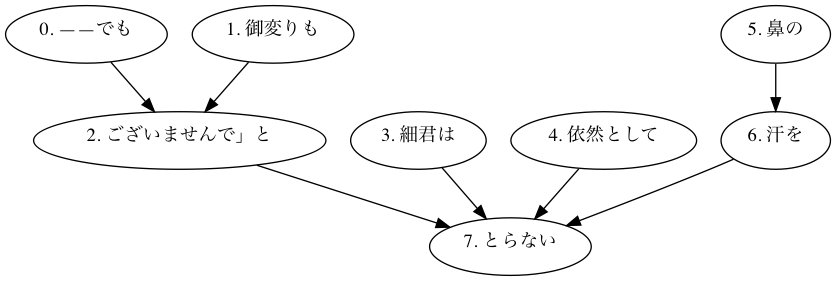 0. ――でも
1. 御変りも
5. 鼻の
2. ございませんで」と
3. 細君は
4. 依然として
6. 汗を
7. とらない